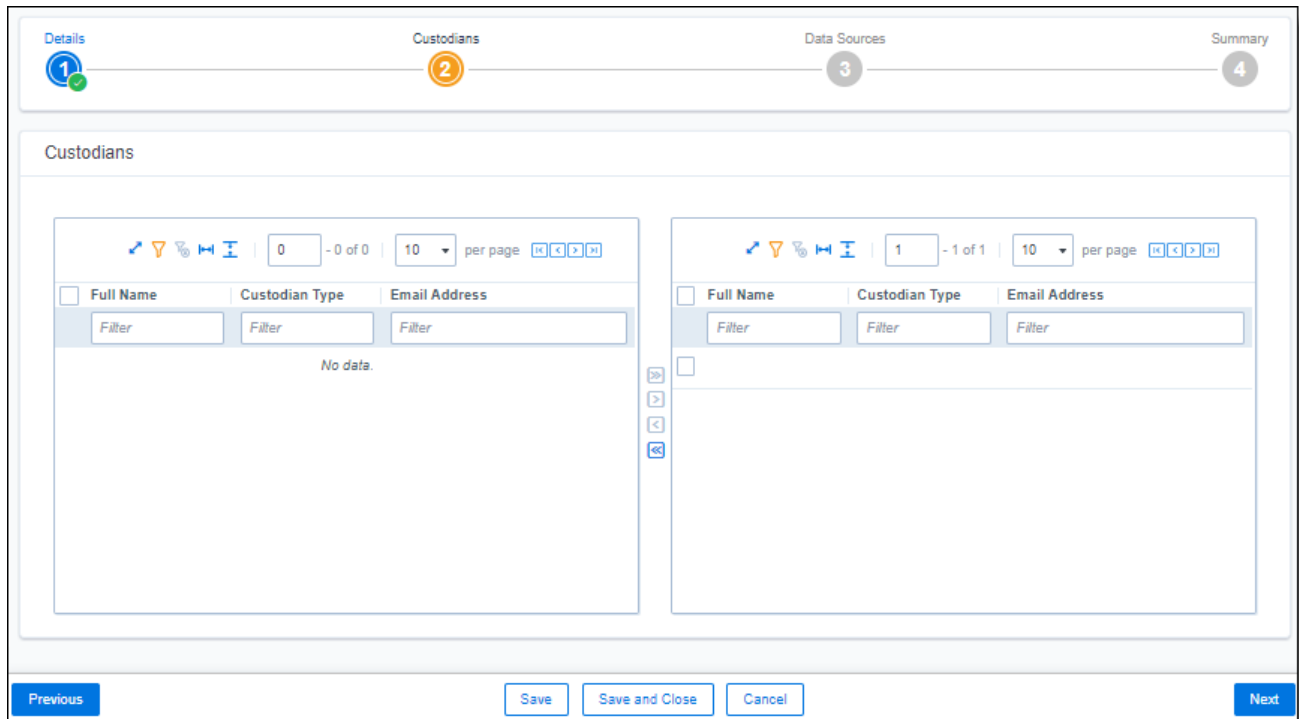 Details Custodians Data Sources Summary
1 2 3 4
Custodians
0 - 0 of 0 10 per page
1 - 1 of 1 10 per page
Full Name Custodian Type Email Address
Full Name Custodian Type Email Address
Filter Filter Filter
Filter Filter Filter
No data.
Previous Save Save and Close Cancel Next